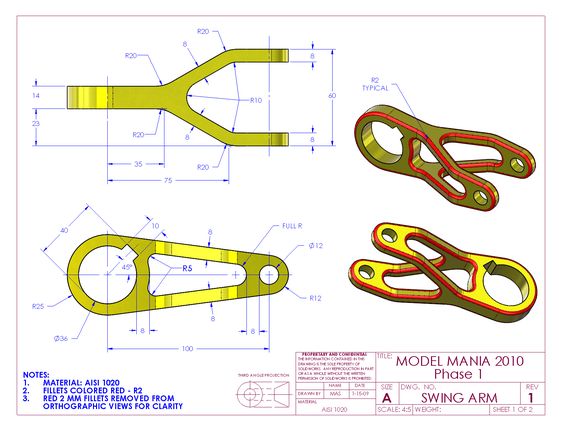 R20
R20
8
8
R2
TYPICAL
14
R10
60
23
R20
8
R20
35
75
40
10
8
FULL R
Ø12
45°
R5
R25
R12
Ø36
8
8
100
NOTES:
1. MATERIAL: AISI 1020
2. FILLETS COLORED RED - R2
3. RED 2 MM FILLETS REMOVED FROM
ORTHOGRAPHIC VIEWS FOR CLARITY
THIRD ANGLE PROJECTION
PROPRIETARY AND CONFIDENTIAL
THE INFORMATION CONTAINED IN THIS
DRAWING IS THE SOLE PROPERTY OF
SOLIDWORKS. ANY REPRODUCTION IN PART
OR AS A WHOLE WITHOUT THE WRITTEN
PERMISSION OF SOLIDWORKS IS PROHIBITED.
NAME DATE
DRAWN BY MAS 1-15-09
MATERIAL
AISI 1020
TITLE:
MODEL MANIA 2010
Phase 1
SIZE DWG. NO. REV
A SWING ARM 1
SCALE: 4:5 WEIGHT: SHEET 1 OF 2